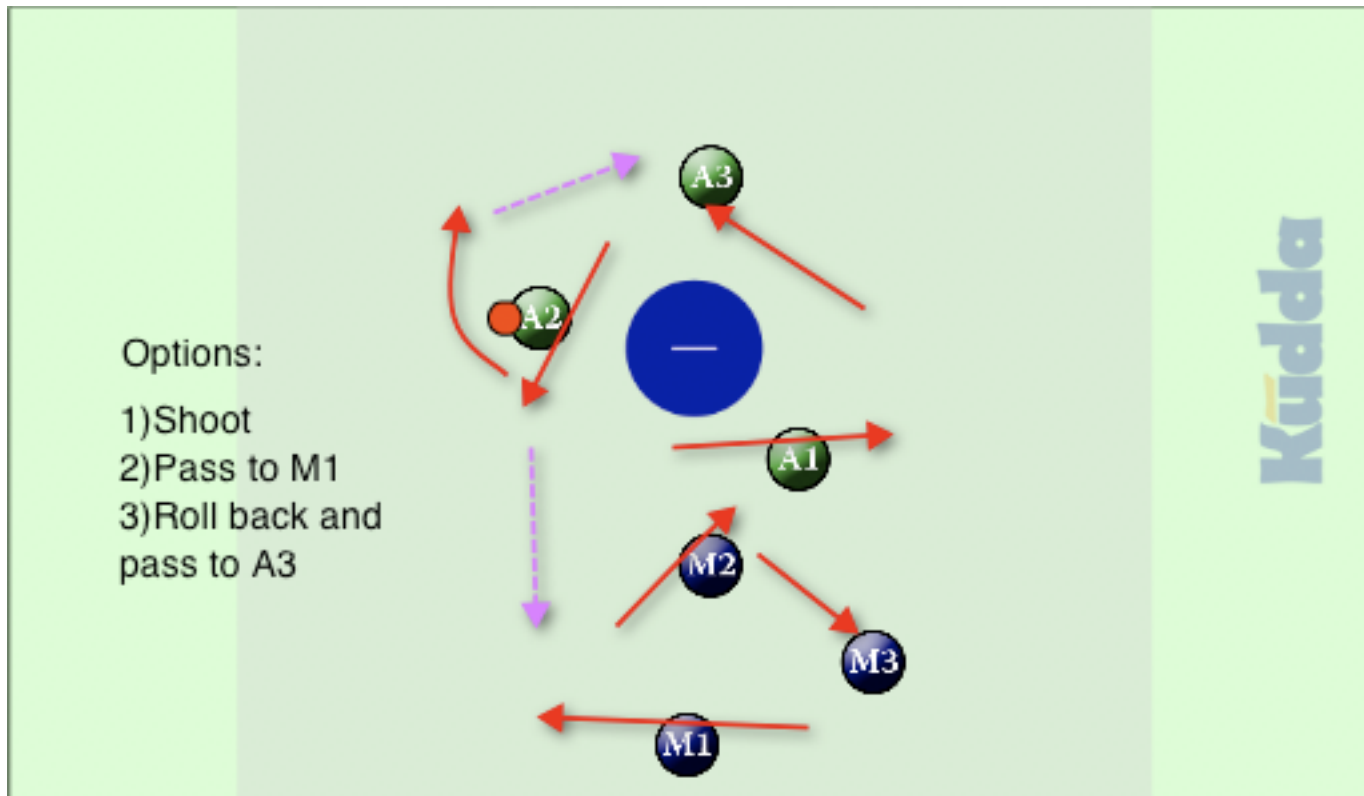 A3
A2
Options:
1)Shoot
2)Pass to M1
3)Roll back and
pass to A3
A1
M2
M3
M1
Kūdda